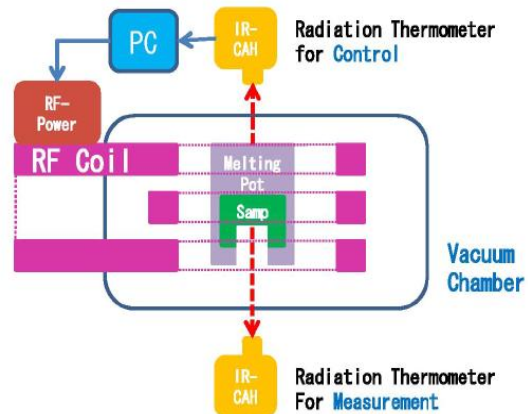 PC
IR-
CAH
Radiation Thermometer
for Control
RF-
Power
RF Coil
Melting
Pot
Samp
Vacuum
Chamber
IR-
CAH
Radiation Thermometer
For Measurement